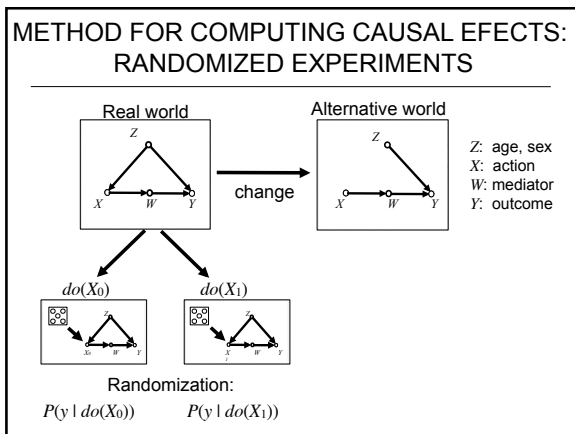 METHOD FOR COMPUTING CAUSAL EFECTS:
RANDOMIZED EXPERIMENTS
Real world
Alternative world
Z
X
W
Y
change
Z
X
W
Y
Z: age, sex
X: action
W: mediator
Y: outcome
do(X0)
do(X1)
Z
X0
W
Y
Z
X
W
Y
Randomization:
P(y | do(X0))
P(y | do(X1))